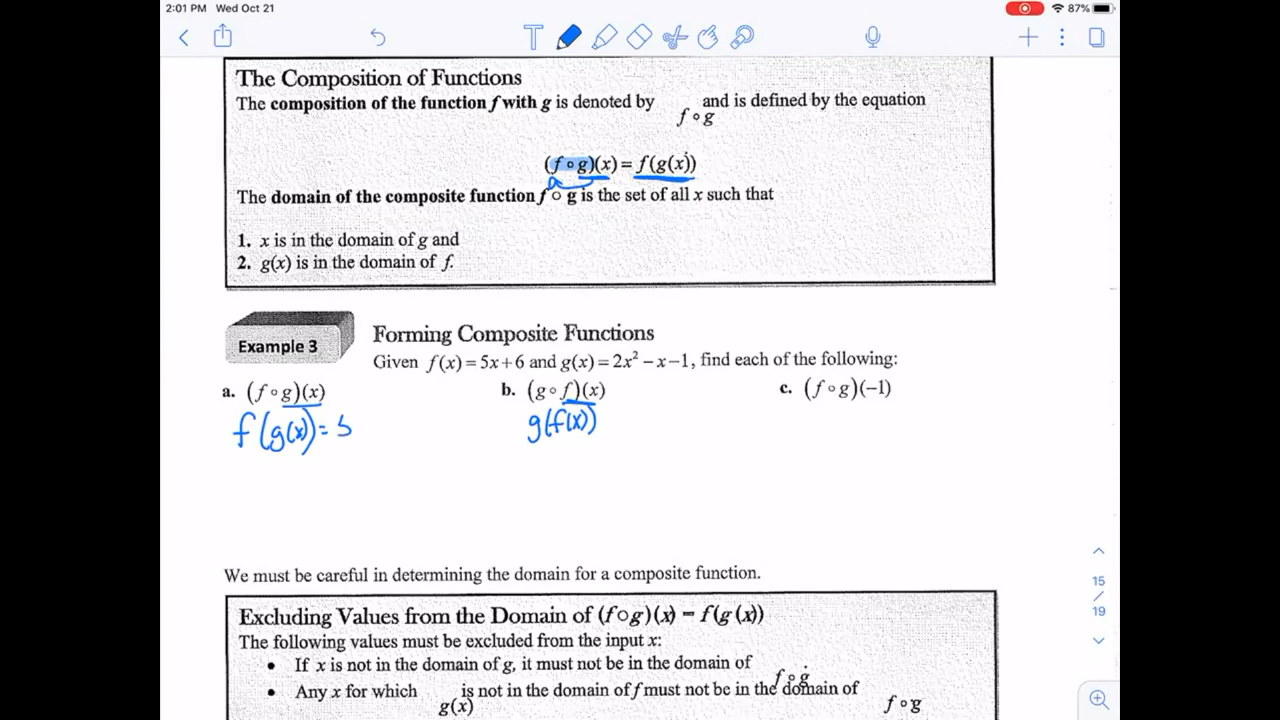 2:01 PM Wed Oct 21
87%
The Composition of Functions
The composition of the function f with g is denoted by f∘g and is defined by the equation
(f∘g)(x) = f(g(x))
The domain of the composite function f∘g is the set of all x such that
1. x is in the domain of g and
2. g(x) is in the domain of f.
Example 3
Forming Composite Functions
Given f(x)=5x+6 and g(x)=2x²−x−1, find each of the following:
a. (f∘g)(x) b. (g∘f)(x) c. (f∘g)(−1)
f(g(x))= 5 g(f(x))
We must be careful in determining the domain for a composite function.
15
/
19
Excluding Values from the Domain of (f∘g)(x) = f(g(x))
The following values must be excluded from the input x:
• If x is not in the domain of g, it must not be in the domain of f∘g
• Any x for which g(x) is not in the domain of f must not be in the domain of f∘g